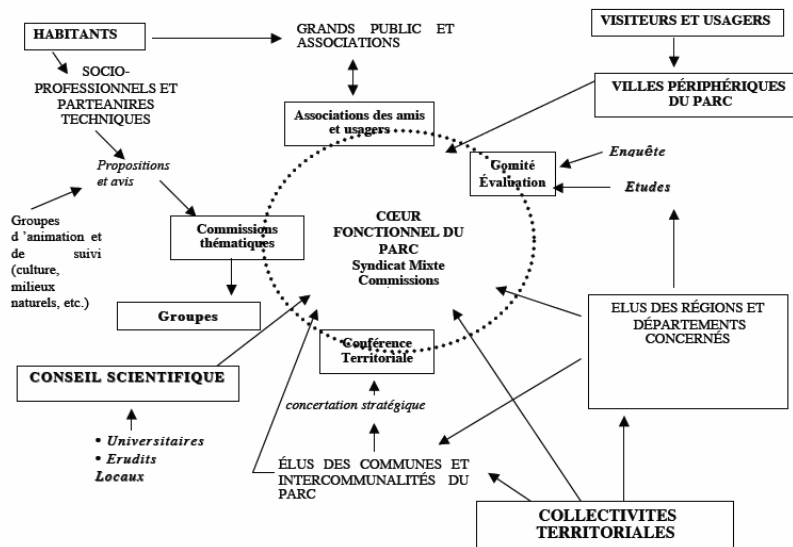 HABITANTS
GRANDS PUBLIC ET
ASSOCIATIONS
VISITEURS ET USAGERS
SOCIO-
PROFESSIONNELS ET
PARTEANIRES
TECHNIQUES
VILLES PÉRIPHÉRIQUES
DU PARC
Associations des amis
et usagers
Propositions
et avis
Gomité
Évaluation
Enquête
Etudes
Groupes
d 'animation et
de suivi
(culture,
milieux
naturels, etc.)
Commissions
thématiques
CŒUR
FONCTIONNEL DU
PARC
Syndicat Mixte
Commissions
Groupes
ELUS DES RÉGIONS ET
DÉPARTEMENTS
CONCERNÉS
Conférence
Territoriale
CONSEIL SCIENTIFIQUE
concertation stratégique
• Universitaires
• Erudits
Locaux
ÉLUS DES COMMUNES ET
INTERCOMMUNALITÉS DU
PARC
COLLECTIVITES
TERRITORIALES